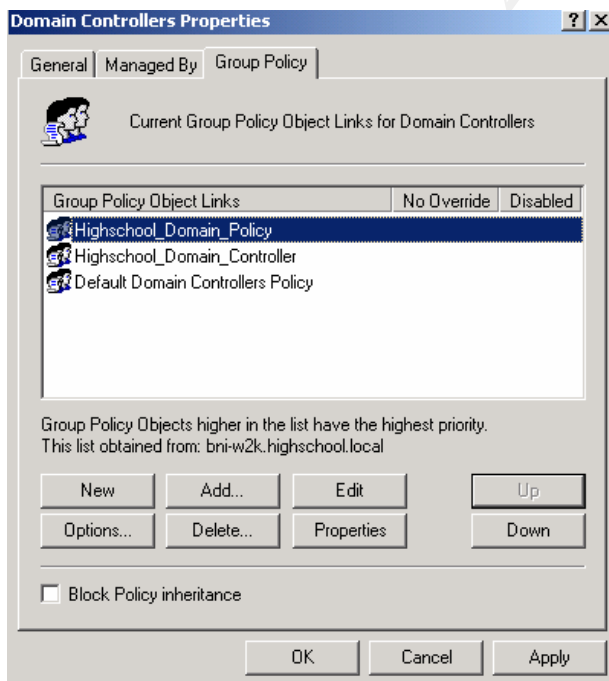 Domain Controllers Properties ? X
General Managed By Group Policy
Current Group Policy Object Links for Domain Controllers
Group Policy Object Links No Override Disabled
Highschool_Domain_Policy
Highschool_Domain_Controller
Default Domain Controllers Policy
Group Policy Objects higher in the list have the highest priority.
This list obtained from: bni-w2k.highschool.local
New Add... Edit Up
Options... Delete... Properties Down
Block Policy inheritance
OK Cancel Apply